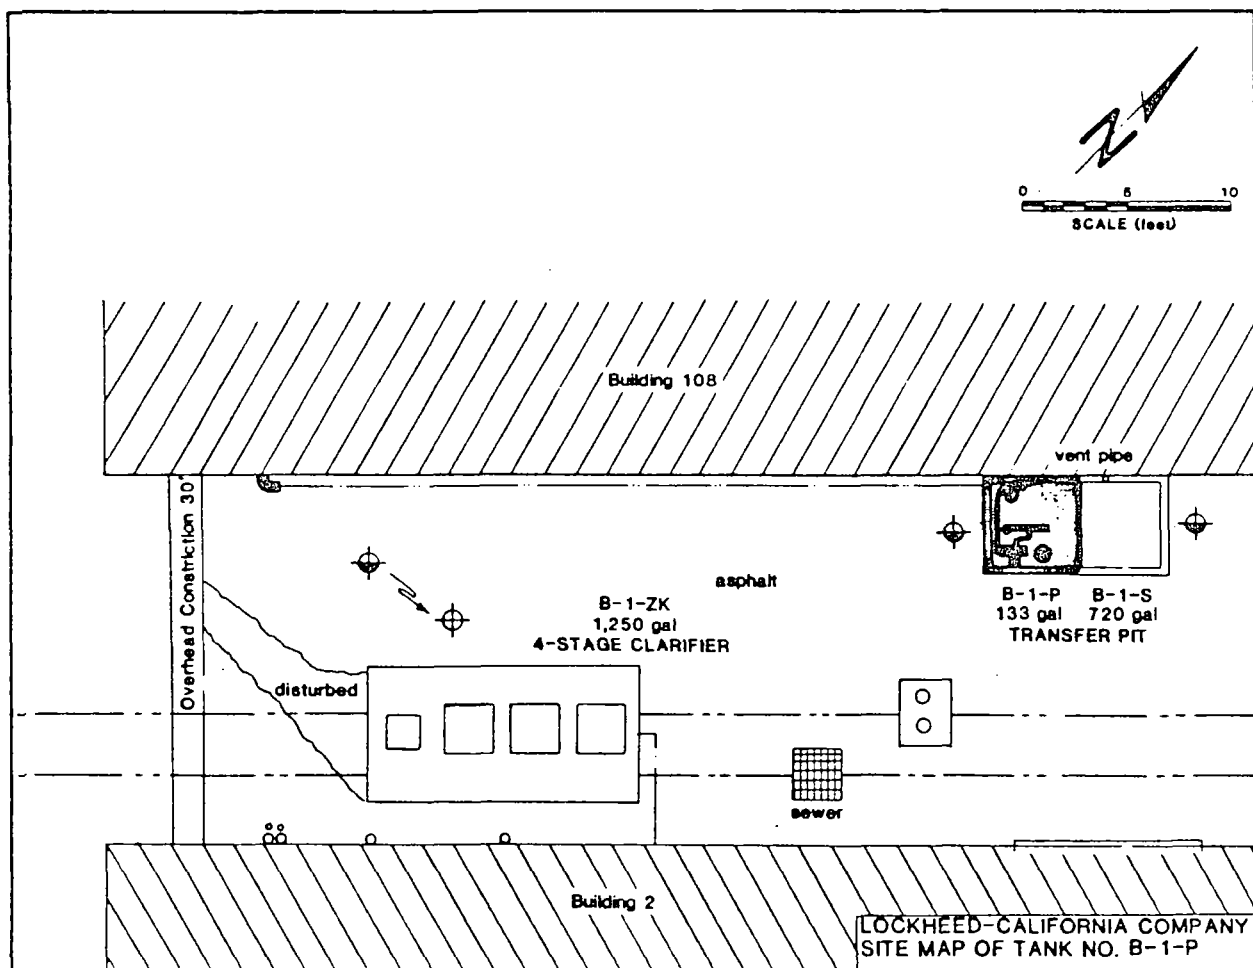 N
0 5 10
SCALE (feet)
Building 108
vent pipe
Overhead Constriction 30°
asphalt
B-1-P B-1-S
133 gal 720 gal
TRANSFER PIT
B-1-ZK
1,250 gal
4-STAGE CLARIFIER
disturbed
sewer
Building 2
LOCKHEED-CALIFORNIA COMPANY
SITE MAP OF TANK NO. B-1-P